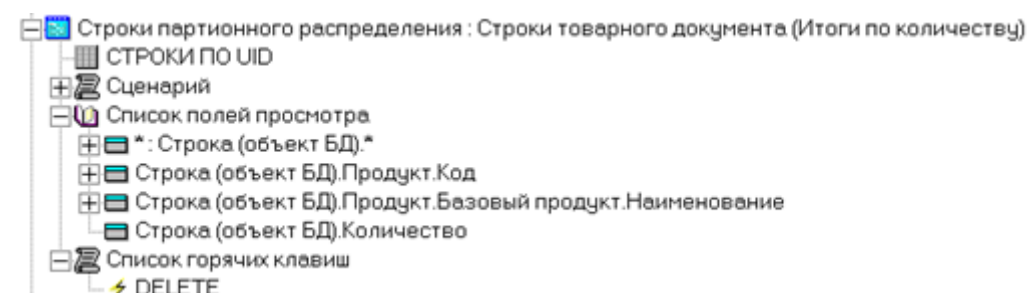 Строки партионного распределения : Строки товарного документа (Итоги по количеству)
СТРОКИ ПО UID
Сценарий
Список полей просмотра
* : Строка (объект БД).*
Строка (объект БД).Продукт.Код
Строка (объект БД).Продукт.Базовый продукт.Наименование
Строка (объект БД).Количество
Список горячих клавиш
DELETE